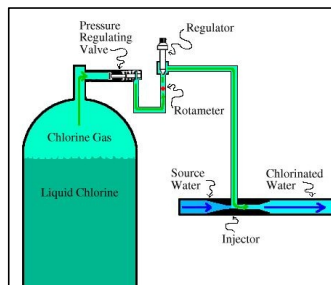 Pressure
Regulating
Valve
Regulator
Rotameter
Chlorine Gas
Liquid Chlorine
Source
Water
Chlorinated
Water
Injector